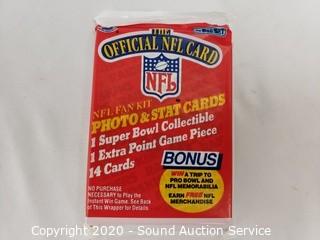 THE
OFFICIAL NFL CARD
NFL
NFL FAN KIT
PHOTO & STAT CARDS
1 Super Bowl Collectible
1 Extra Point Game Piece
14 Cards
BONUS
WIN A TRIP TO
PRO BOWL AND
NFL MEMORABILIA
EARN FREE NFL
MERCHANDISE
NO PURCHASE
NECESSARY to Play the
Instant Win Game. See Back
of This Wrapper for Details.
Copyright © 2020 - Sound Auction Service